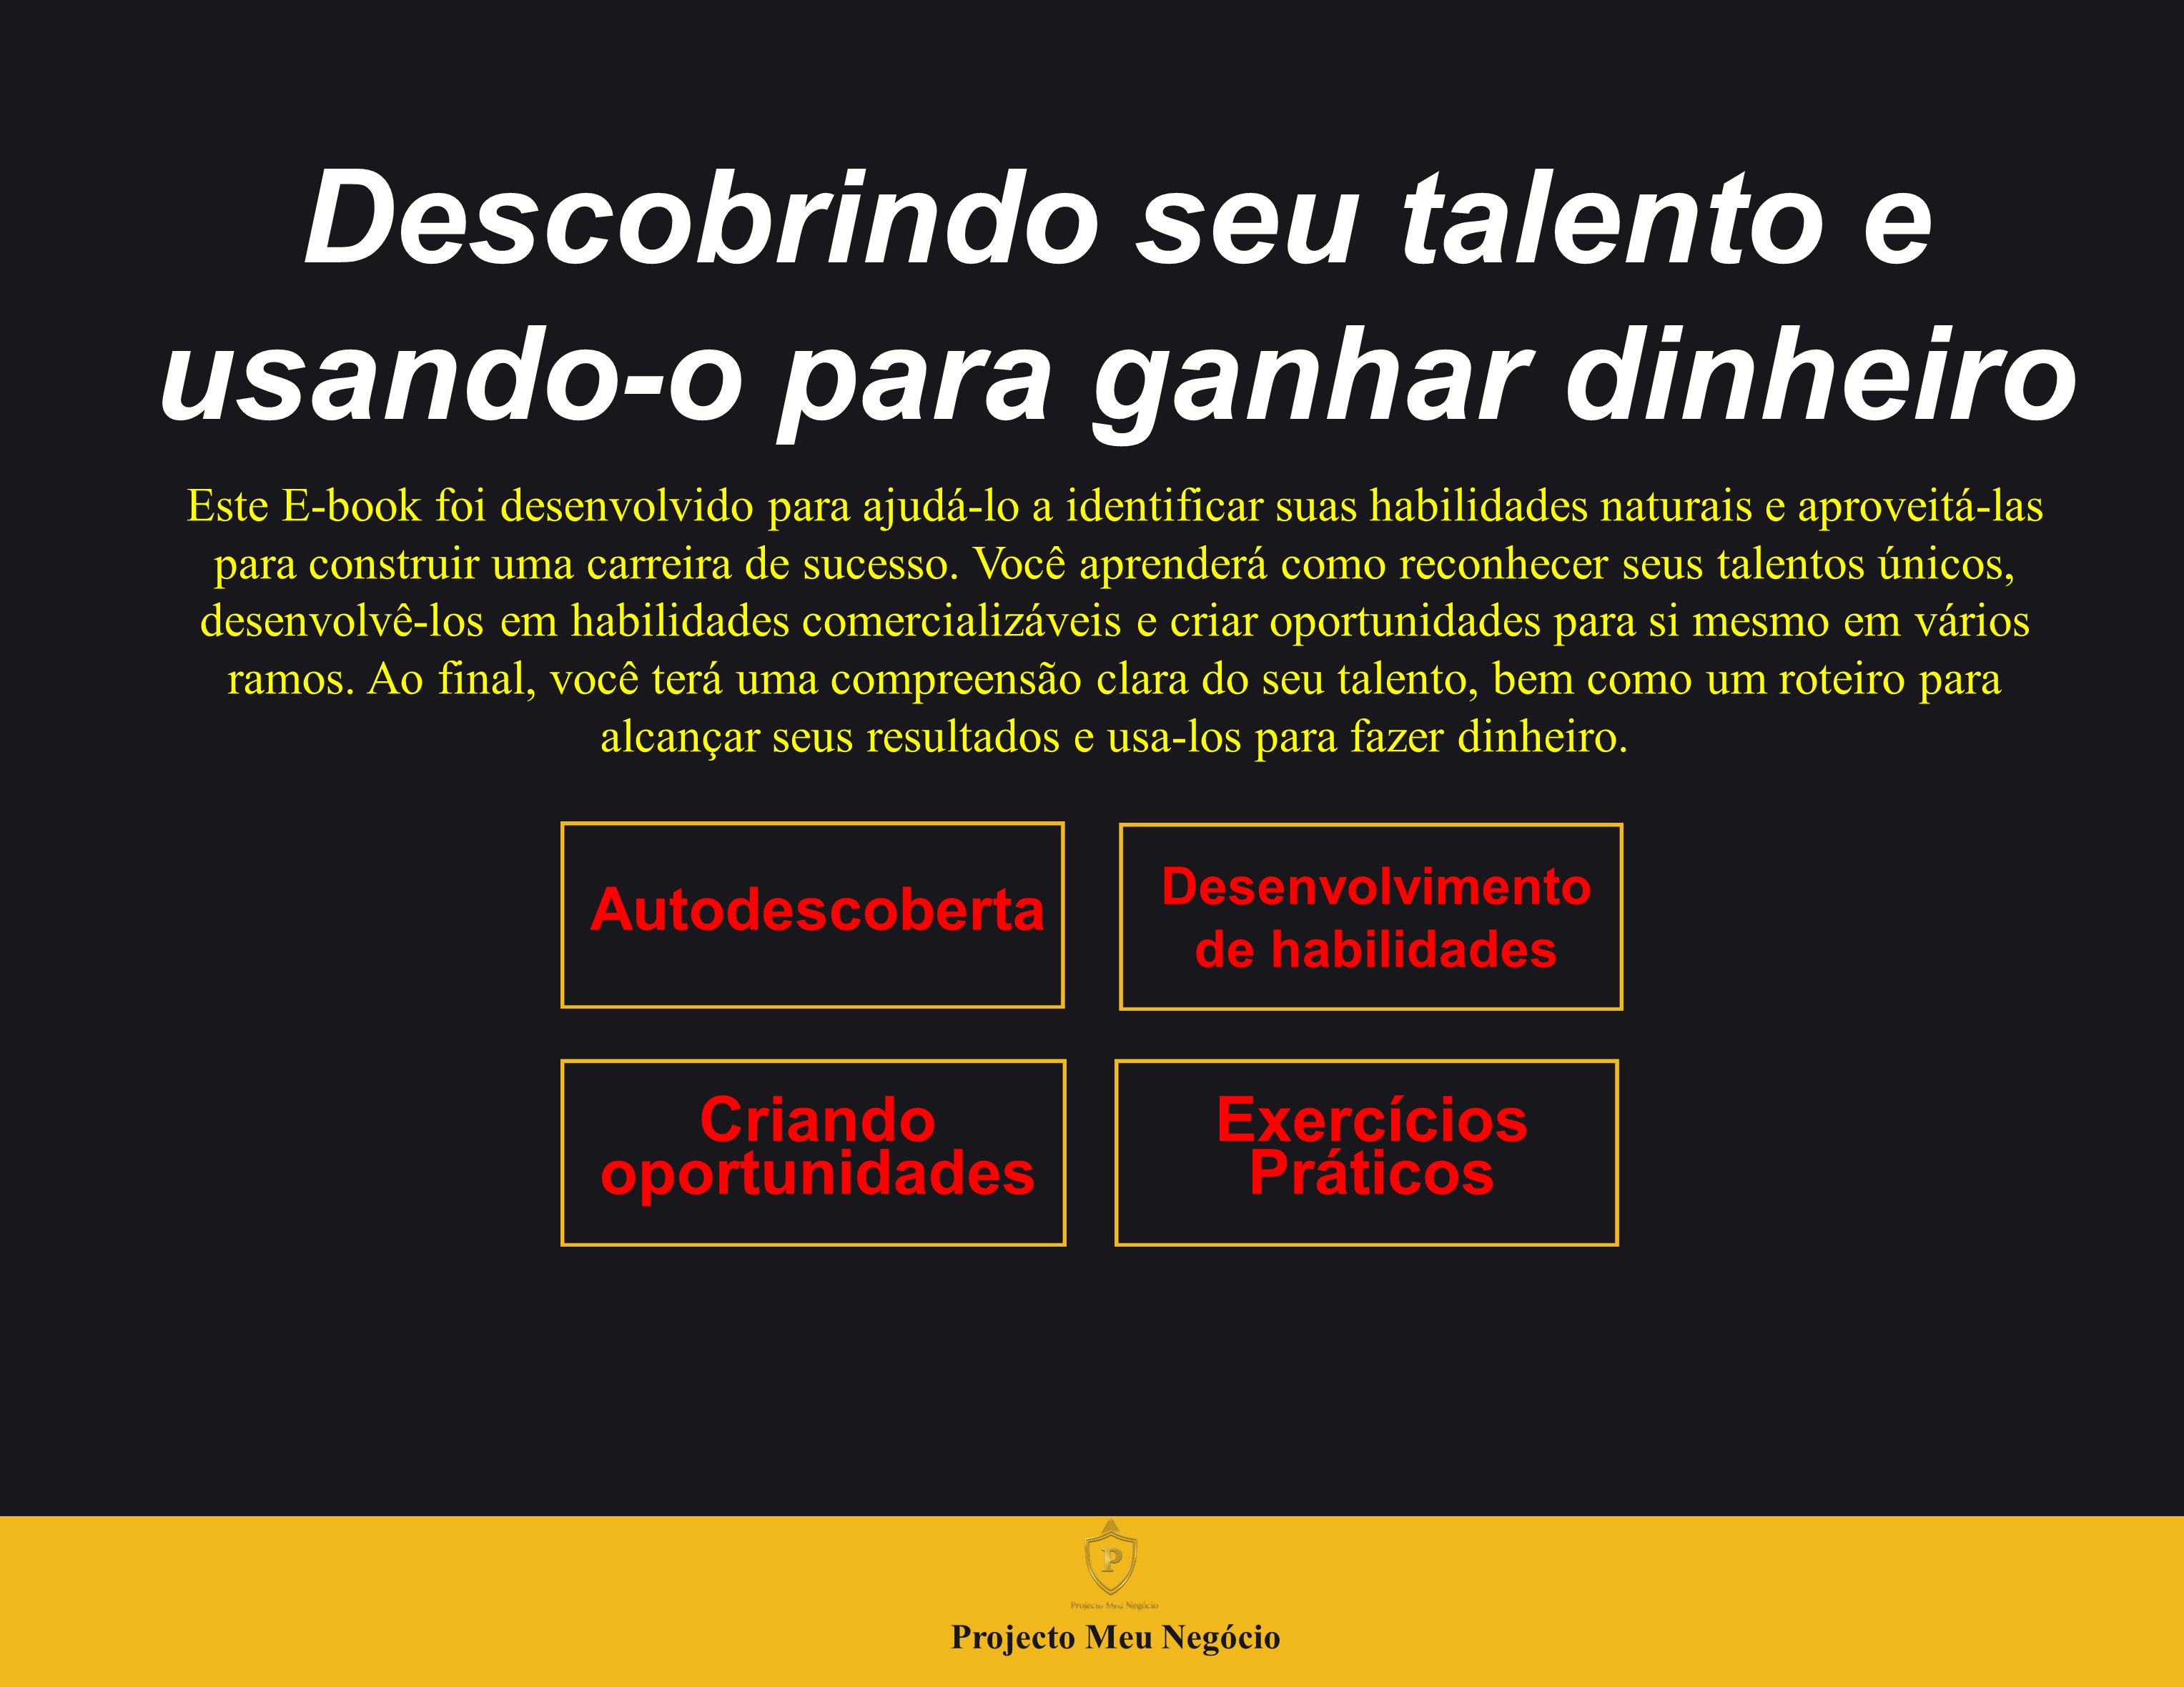 Descobrindo seu talento e
usando-o para ganhar dinheiro
Este E-book foi desenvolvido para ajudá-lo a identificar suas habilidades naturais e aproveitá-las
para construir uma carreira de sucesso. Você aprenderá como reconhecer seus talentos únicos,
desenvolvê-los em habilidades comercializáveis e criar oportunidades para si mesmo em vários
ramos. Ao final, você terá uma compreensão clara do seu talento, bem como um roteiro para
alcançar seus resultados e usa-los para fazer dinheiro.
Autodescoberta
Desenvolvimento
de habilidades
Criando
oportunidades
Exercícios
Práticos
P
Projecto Meu Negócio
Projecto Meu Negócio